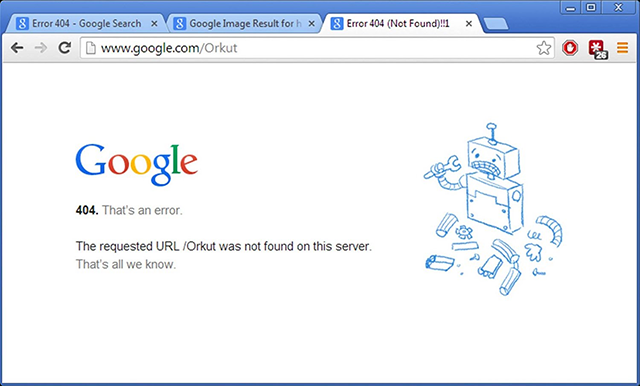 Error 404 - Google Search
Google Image Result for h
Error 404 (Not Found)!!1
www.google.com/Orkut
26
Google
404. That's an error.
The requested URL /Orkut was not found on this server.
That's all we know.